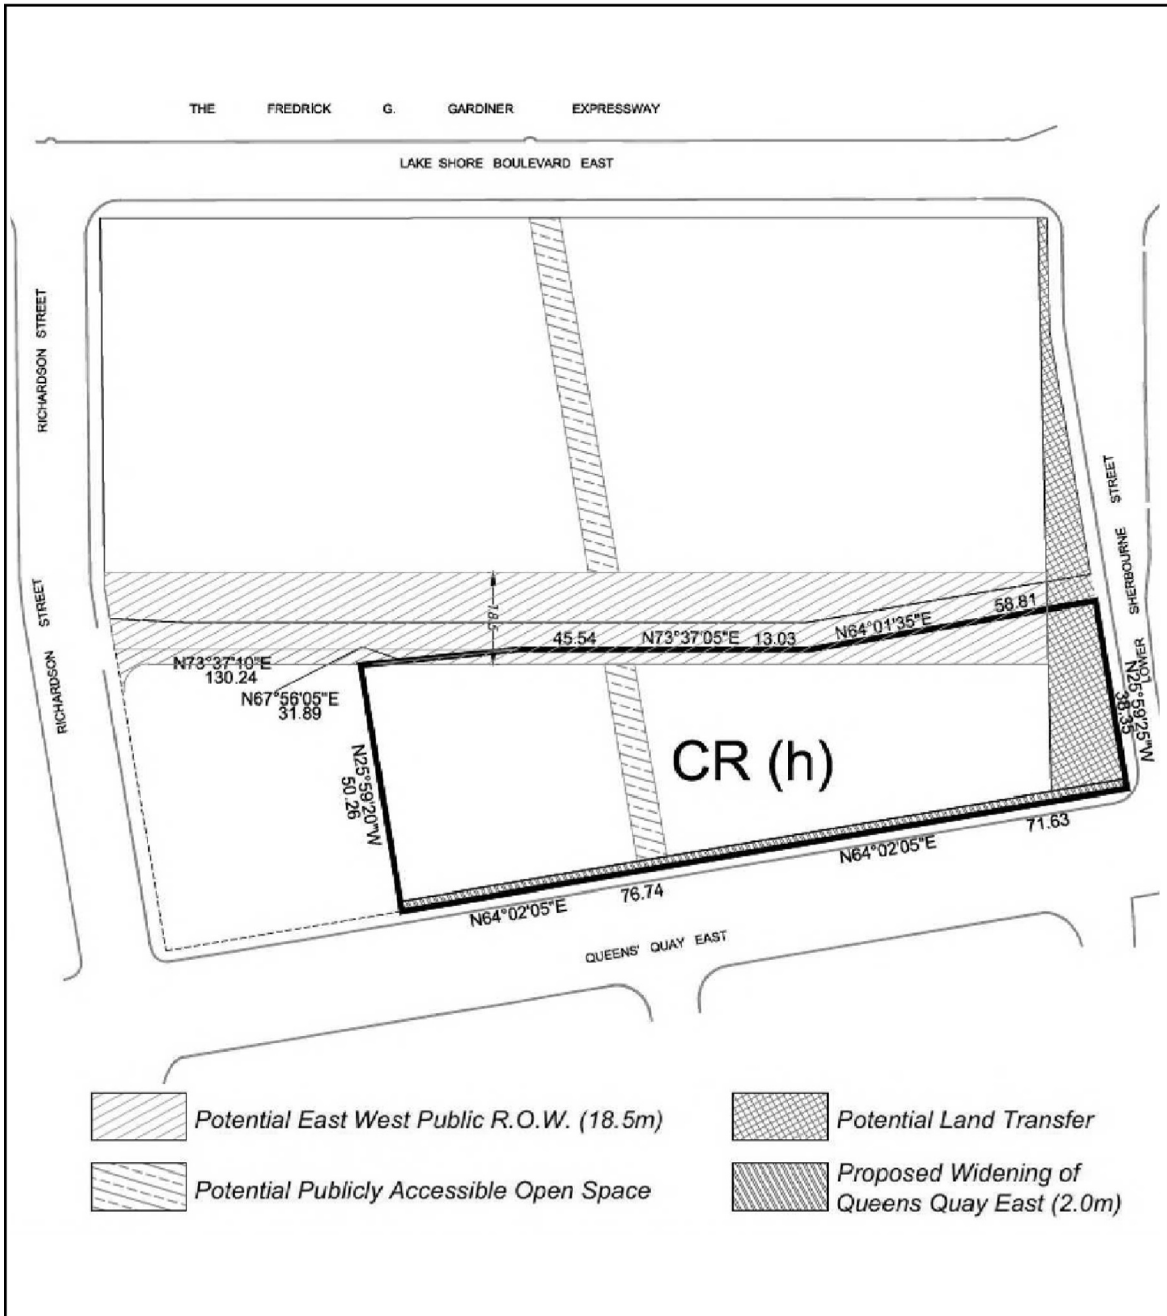 THE FREDRICK G. GARDINER EXPRESSWAY
LAKE SHORE BOULEVARD EAST
RICHARDSON STREET
RICHARDSON STREET
LOWER SHERBOURNE STREET
18.5
58.81
N64°01'35"E
45.54 N73°37'05"E 13.03
N73°37'10"E
130.24
N67°56'05"E
31.89
N25°59'25"W
38.35
CR (h)
N25°59'20"W
50.26
71.63
N64°02'05"E
76.74
N64°02'05"E
QUEENS' QUAY EAST
Potential East West Public R.O.W. (18.5m)
Potential Land Transfer
Potential Publicly Accessible Open Space
Proposed Widening of
Queens Quay East (2.0m)